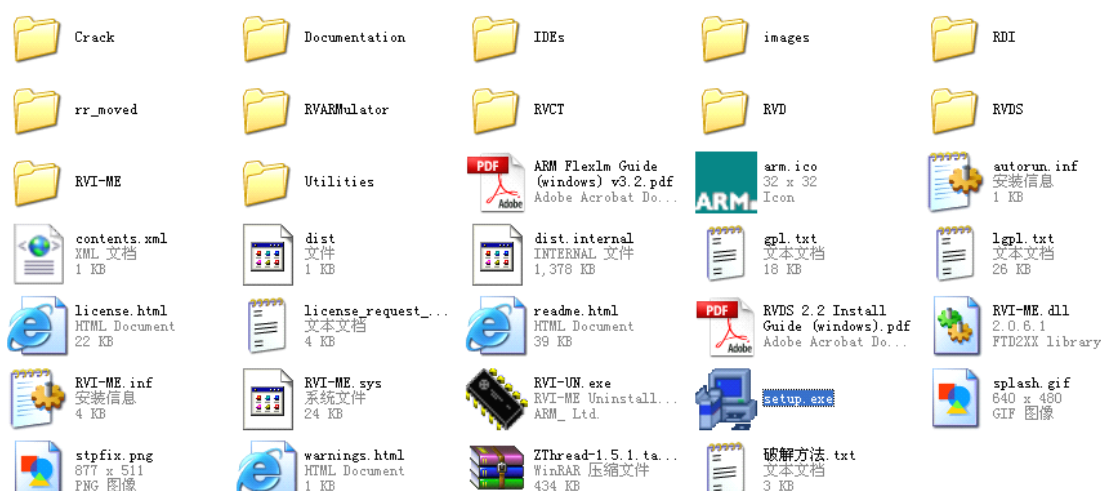 Crack
Documentation
IDEs
images
RDI
rr_moved
RVARMulator
RVCT
RVD
RVDS
RVI-ME
Utilities
PDF
Adobe
ARM Flexlm Guide
(windows) v3.2.pdf
Adobe Acrobat Do...
ARM
arm.ico
32 x 32
Icon
autorun.inf
安装信息
1 KB
contents.xml
XML 文档
1 KB
dist
文件
1 KB
dist.internal
INTERNAL 文件
1,378 KB
gpl.txt
文本文档
18 KB
lgpl.txt
文本文档
26 KB
license.html
HTML Document
22 KB
license_request_...
文本文档
4 KB
readme.html
HTML Document
39 KB
PDF
Adobe
RVDS 2.2 Install
Guide (windows).pdf
Adobe Acrobat Do...
RVI-ME.dll
2.0.6.1
FTD2XX library
RVI-ME.inf
安装信息
4 KB
RVI-ME.sys
系统文件
24 KB
RVI-UN.exe
RVI-ME Uninstall...
ARM_ Ltd.
setup.exe
splash.gif
640 x 480
GIF 图像
stpfix.png
877 x 511
PNG 图像
warnings.html
HTML Document
1 KB
ZThread-1.5.1.ta...
WinRAR 压缩文件
434 KB
破解方法.txt
文本文档
3 KB